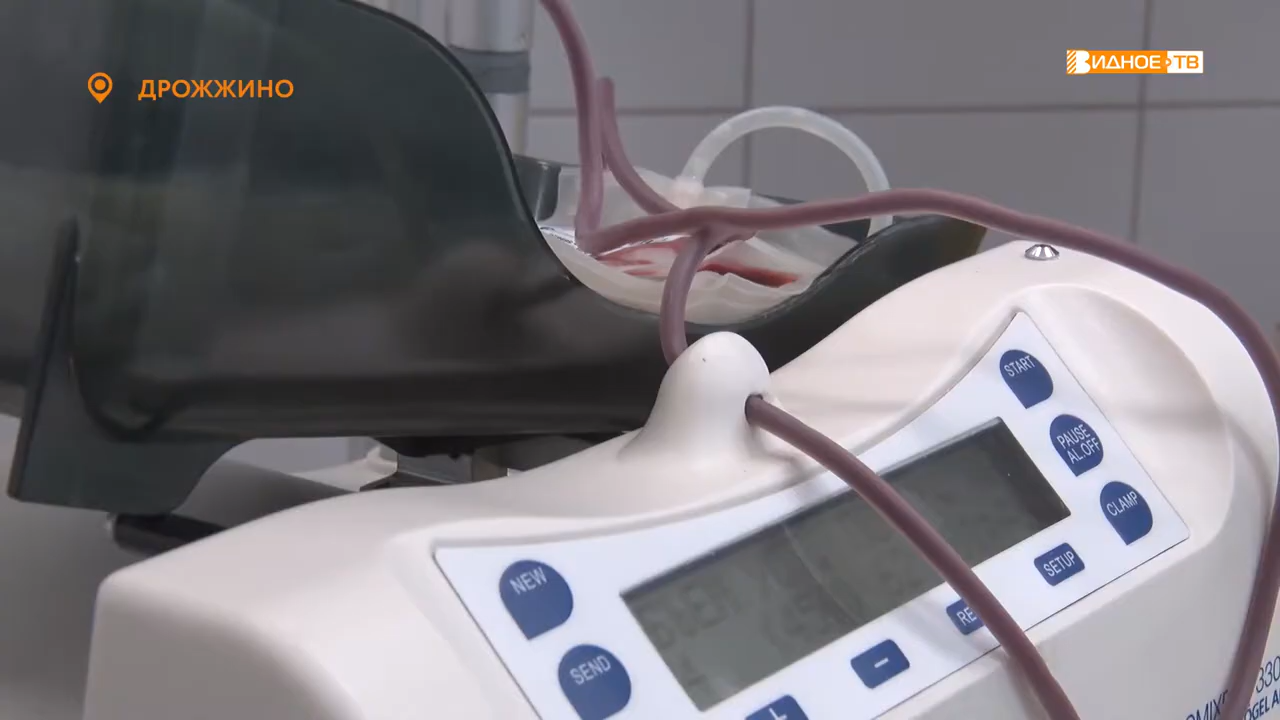 ДРОЖЖИНО
ВИДНОЕ ТВ
START
PAUSE
AL.OFF
CLAMP
SETUP
NEW
SEND
−